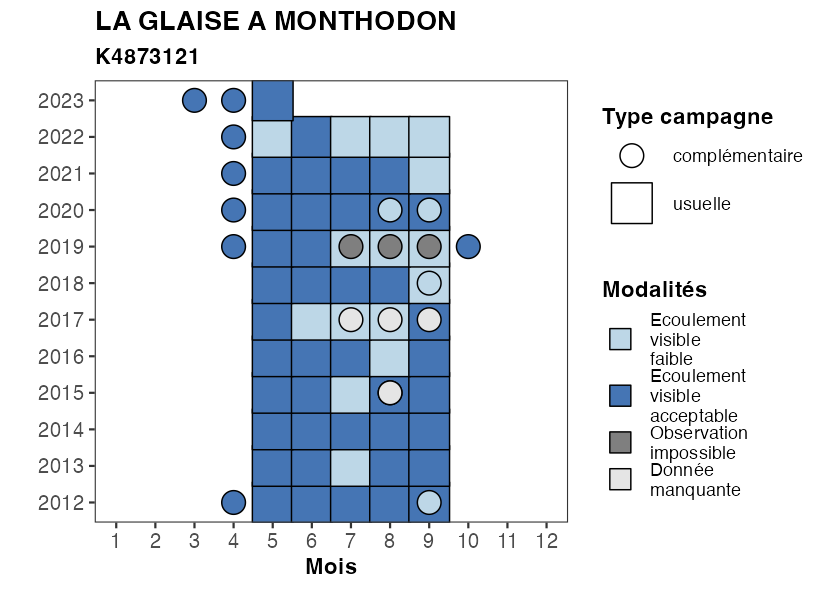 LA GLAISE A MONTHODON
K4873121
2023
2022
2021
2020
2019
2018
2017
2016
2015
2014
2013
2012
1 2 3 4 5 6 7 8 9 10 11 12
Mois
Type campagne
complémentaire
usuelle
Modalités
Ecoulement
visible
faible
Ecoulement
visible
acceptable
Observation
impossible
Donnée
manquante